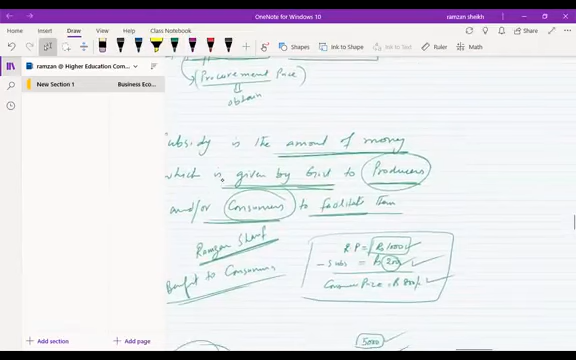 OneNote for Windows 10
ramzan sheikh
Home Insert Draw View Help Class Notebook
Share
Shapes Ink to Shape Ink to Text Ruler Math
ramzan @ Higher Education Com...
New Section 1
Business Eco...
Procurement Price
obtain
Subsidy is the amount of money
which is given by Govt to Producers
and/or Consumers to facilitate them
Ramzan Sheikh
Benefit to Consumers
R P = Rs 1000
- Subs = Rs 200
Consumer Price = Rs 800/-
5000
Add section
Add page